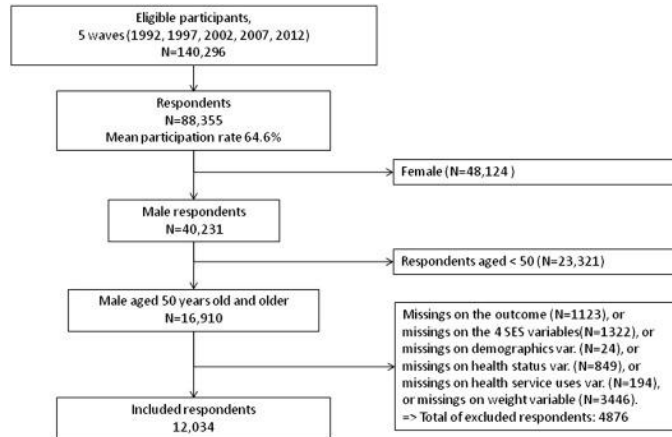 Eligible participants,
5 waves (1992, 1997, 2002, 2007, 2012)
N=140,296
Respondents
N=88,355
Mean participation rate 64.6%
Female (N=48,124 )
Male respondents
N=40,231
Respondents aged < 50 (N=23,321)
Male aged 50 years old and older
N=16,910
Missings on the outcome (N=1123), or
missings on the 4 SES variables(N=1322), or
missings on demographics var. (N=24), or
missings on health status var. (N=849), or
missings on health service uses var. (N=194),
or missings on weight variable (N=3446).
=> Total of excluded respondents: 4876
Included respondents
12,034